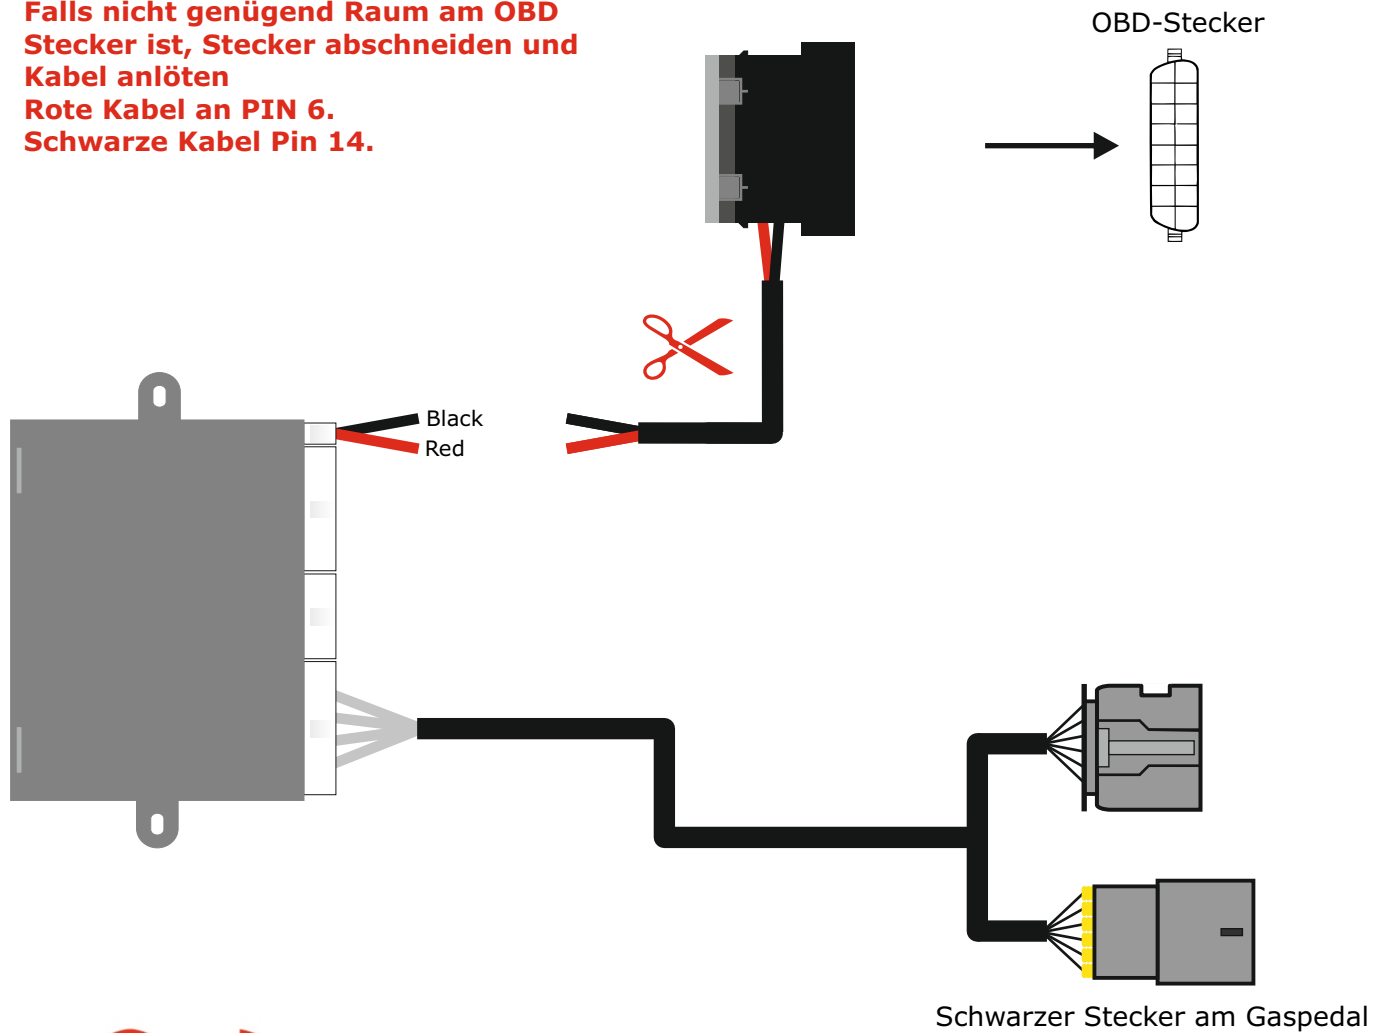 Falls nicht genügend Raum am OBD
Stecker ist, Stecker abschneiden und
Kabel anlöten
Rote Kabel an PIN 6.
Schwarze Kabel Pin 14.
OBD-Stecker
Black
Red
Schwarzer Stecker am Gaspedal